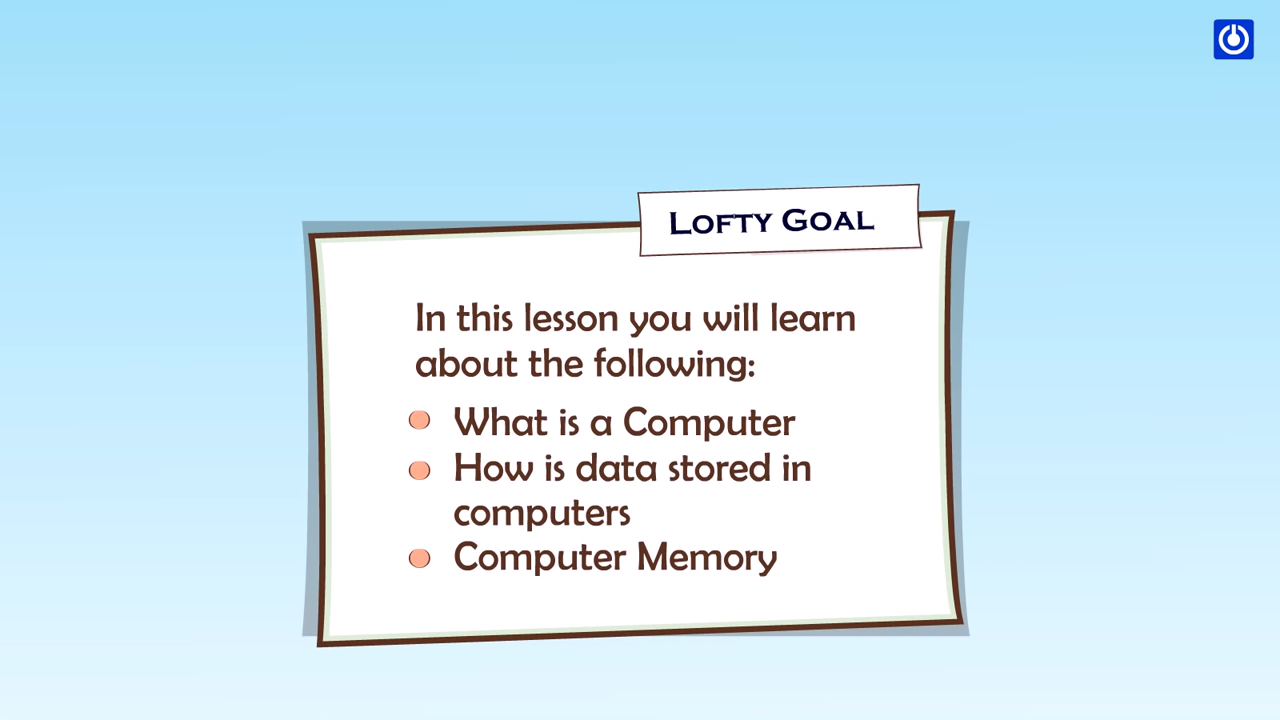 Lofty Goal
In this lesson you will learn
about the following:
What is a Computer
How is data stored in
computers
Computer Memory